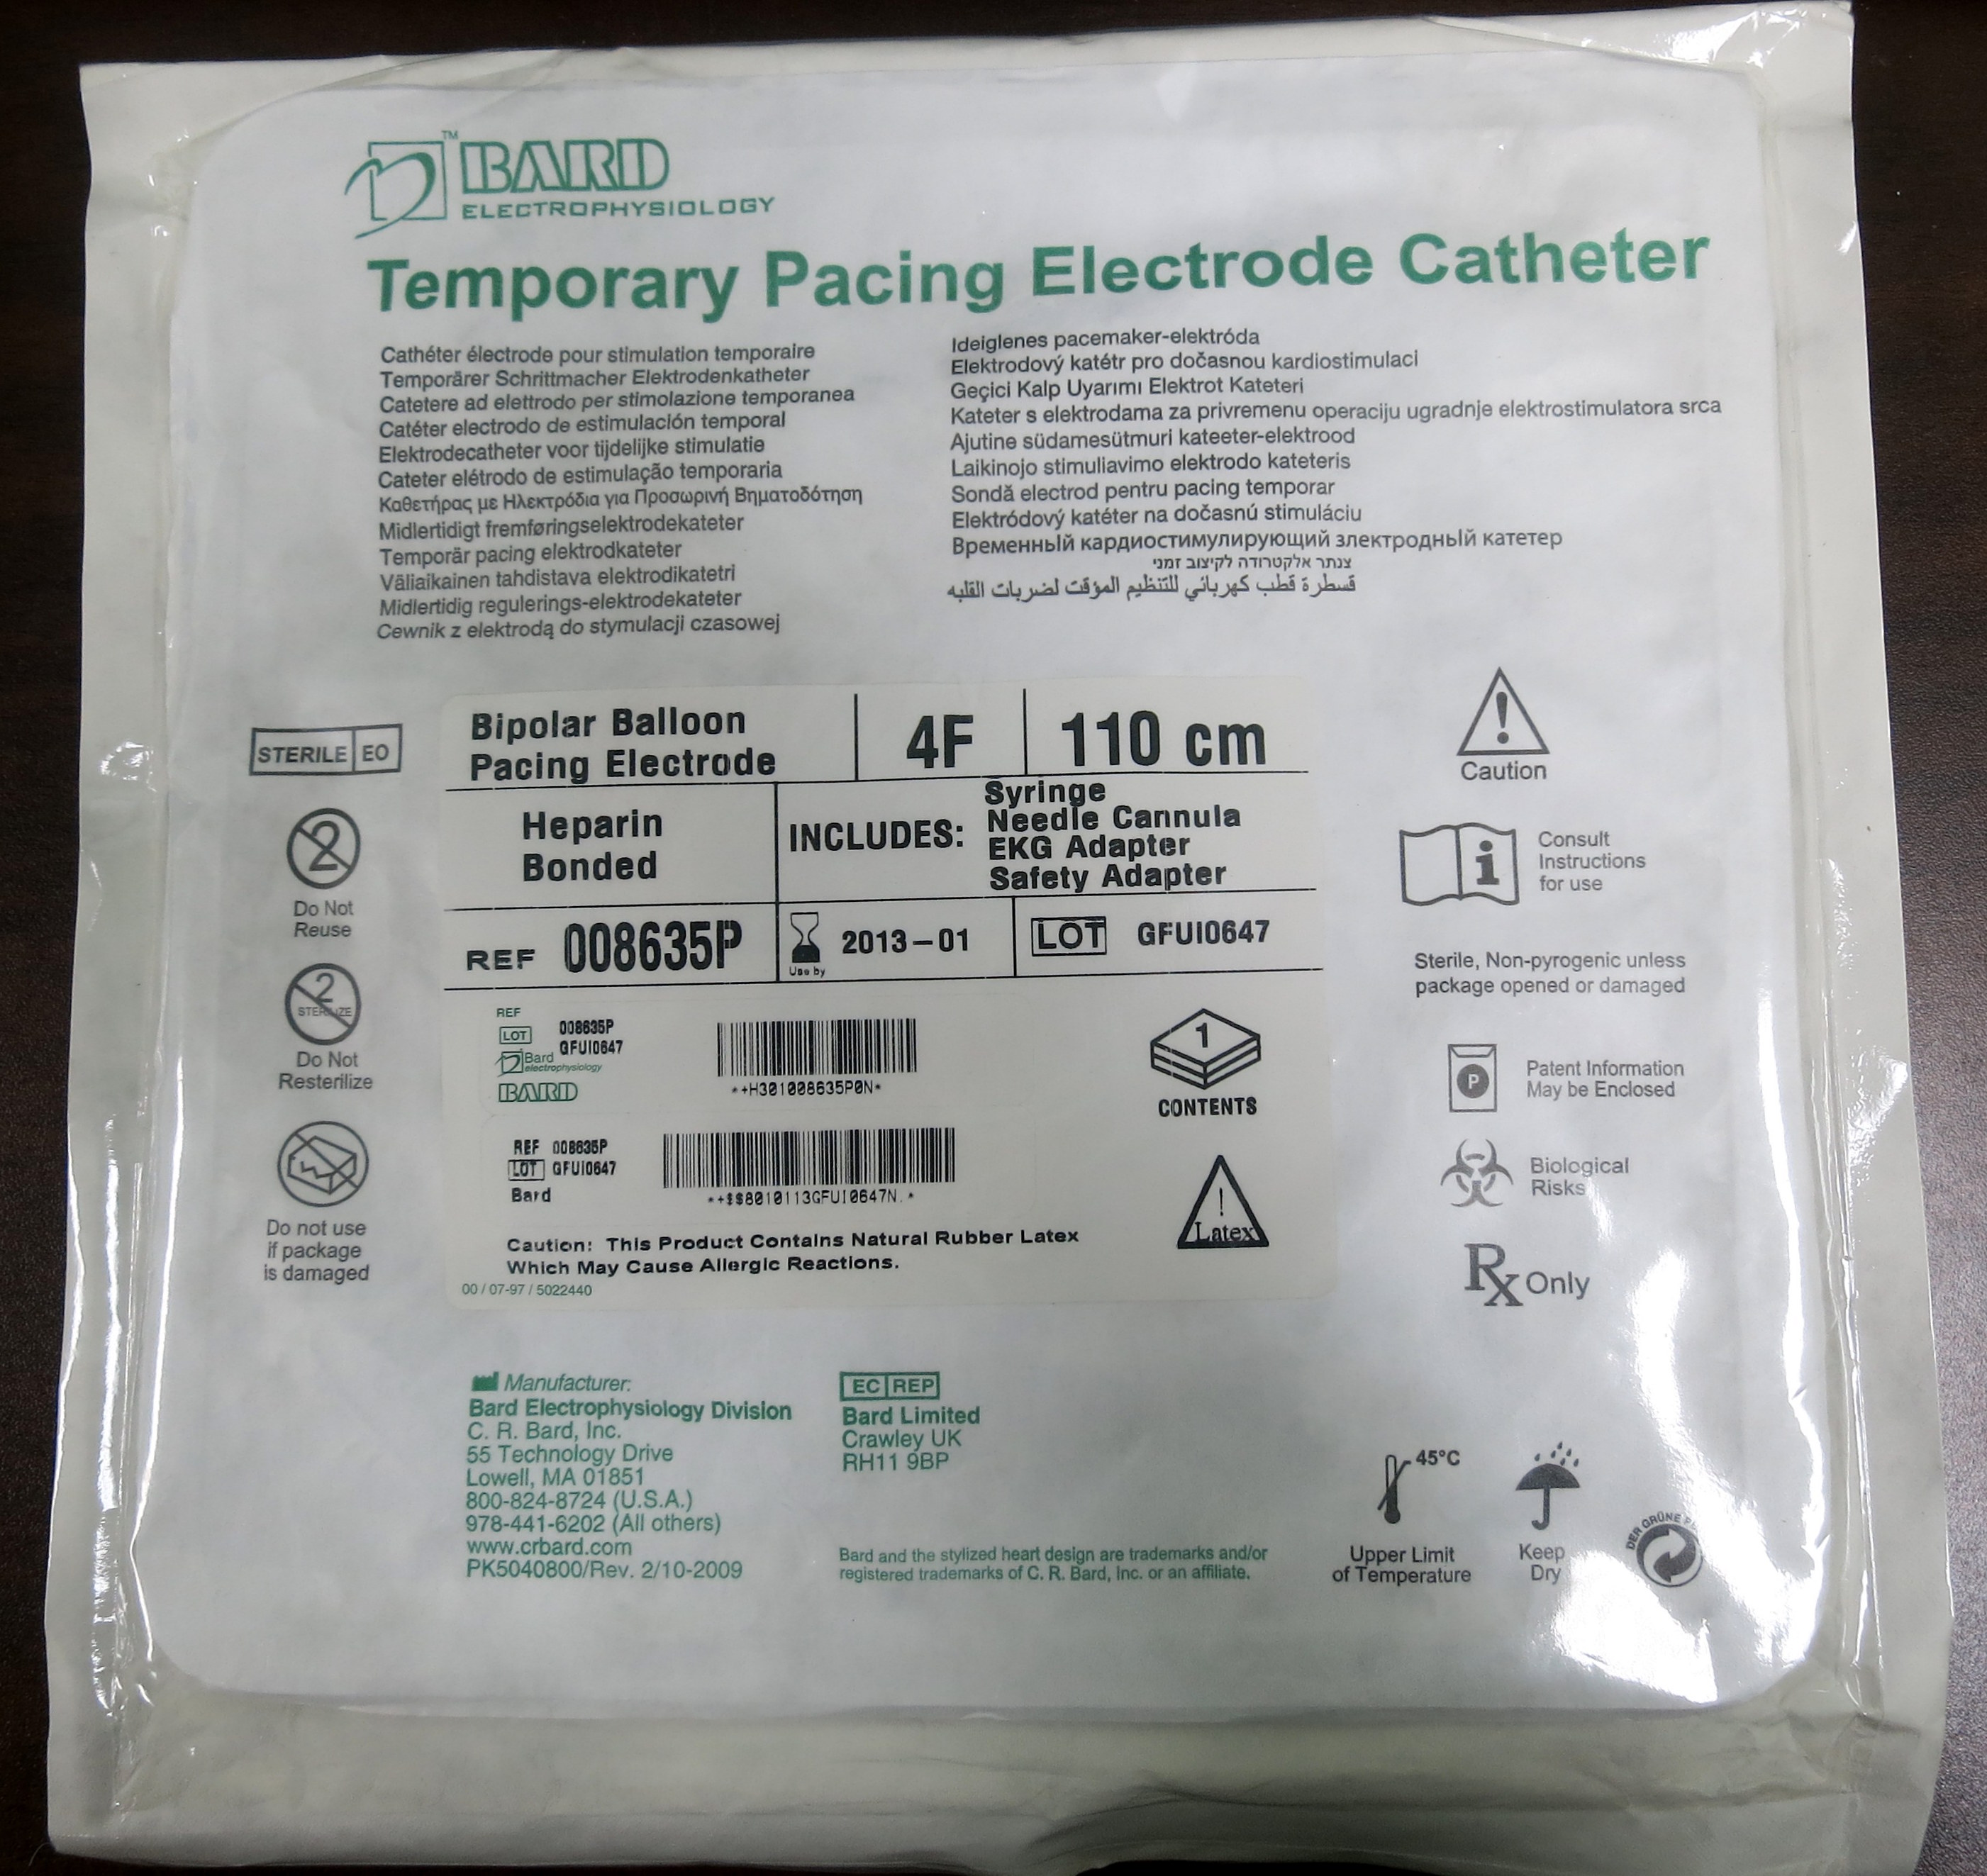 ™
BARD
ELECTROPHYSIOLOGY
Temporary Pacing Electrode Catheter
Cathéter électrode pour stimulation temporaire
Temporärer Schrittmacher Elektrodenkatheter
Catetere ad elettrodo per stimolazione temporanea
Catéter electrodo de estimulación temporal
Elektrodecatheter voor tijdelijke stimulatie
Cateter elétrodo de estimulação temporaria
Καθετήρας με Ηλεκτρόδια για Προσωρινή Βηματοδότηση
Midlertidigt fremføringselektrodekateter
Temporär pacing elektrodkateter
Väliaikainen tahdistava elektrodikatetri
Midlertidig regulerings-elektrodekateter
Cewnik z elektrodą do stymulacji czasowej
Ideiglenes pacemaker-elektróda
Elektrodový katétr pro dočasnou kardiostimulaci
Geçici Kalp Uyarımı Elektrot Kateteri
Kateter s elektrodama za privremenu operaciju ugradnje elektrostimulatora srca
Ajutine südamesütmuri kateeter-elektrood
Laikinojo stimuliavimo elektrodo kateteris
Sondă electrod pentru pacing temporar
Elektródový katéter na dočasnú stimuláciu
Временный кардиостимулирующий злектродный катетер
צנתר אלקטרודה לקיצוב זמני
قسطرة قطب كهربائي للتنظيم المؤقت لضربات القلبه
STERILE EO
2
Do Not
Reuse
2
STERILIZE
Do Not
Resterilize
Do not use
if package
is damaged
Bipolar Balloon
Pacing Electrode
4F
110 cm
Heparin
Bonded
INCLUDES:
Syringe
Needle Cannula
EKG Adapter
Safety Adapter
REF 008635P
Use by
2013-01
LOT GFUI0647
REF
008635P
LOT
GFUI0647
Bard
electrophysiology
BARD
*+H301008635P0N*
1
CONTENTS
REF 008635P
LOT GFUI0647
Bard
*+$$8010113GFUI0647N.*
!
Latex
Caution: This Product Contains Natural Rubber Latex
Which May Cause Allergic Reactions.
00 / 07-97 / 5022440
!
Caution
i
Consult
Instructions
for use
Sterile, Non-pyrogenic unless
package opened or damaged
P
Patent Information
May be Enclosed
Biological
Risks
Rx Only
Manufacturer:
Bard Electrophysiology Division
C. R. Bard, Inc.
55 Technology Drive
Lowell, MA 01851
800-824-8724 (U.S.A.)
978-441-6202 (All others)
www.crbard.com
PK5040800/Rev. 2/10-2009
EC REP
Bard Limited
Crawley UK
RH11 9BP
Bard and the stylized heart design are trademarks and/or
registered trademarks of C. R. Bard, Inc. or an affiliate.
45°C
Upper Limit
of Temperature
Keep
Dry
DER GRÜNE